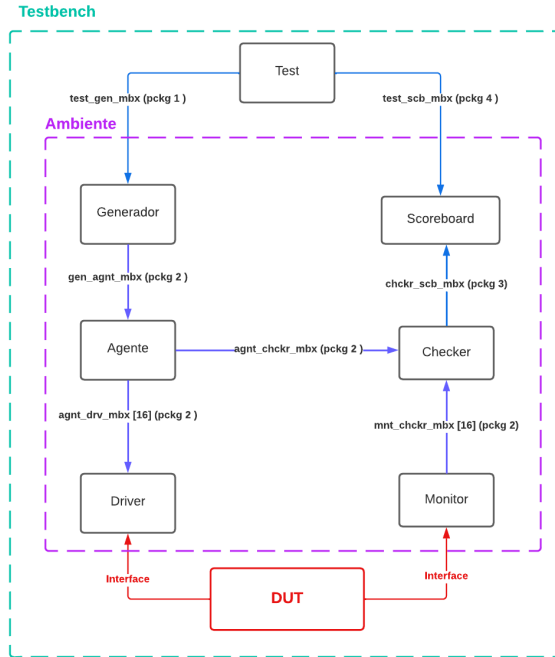 Testbench
Test
test_gen_mbx (pckg 1 )
test_scb_mbx (pckg 4 )
Ambiente
Generador
Scoreboard
gen_agnt_mbx (pckg 2 )
chckr_scb_mbx (pckg 3)
Agente
agnt_chckr_mbx (pckg 2 )
Checker
agnt_drv_mbx [16] (pckg 2 )
mnt_chckr_mbx [16] (pckg 2)
Driver
Monitor
Interface
Interface
DUT